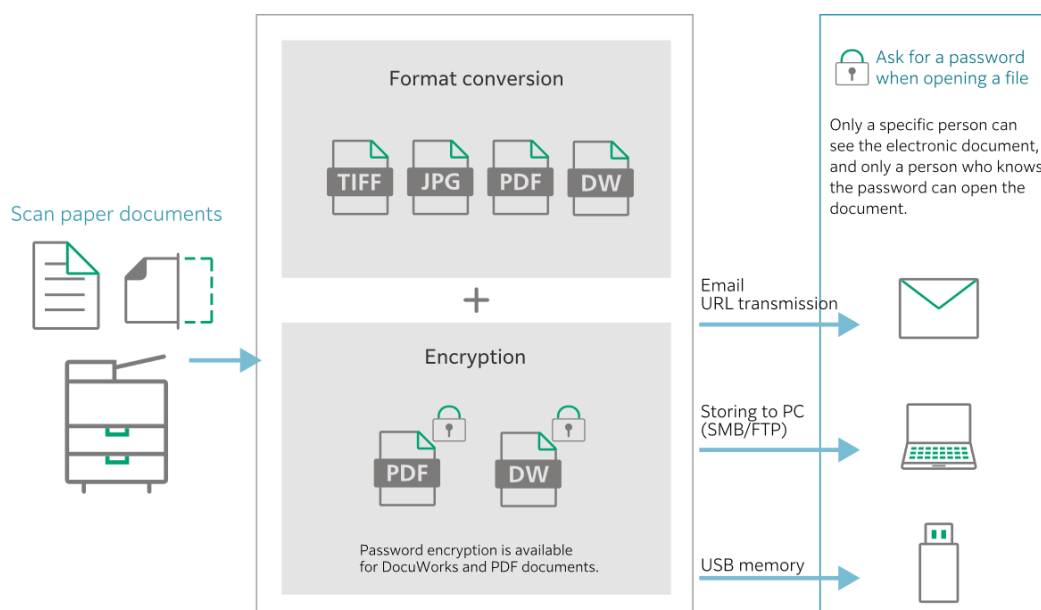 Scan paper documents
Format conversion
TIFF
JPG
PDF
DW
+
Encryption
PDF
DW
Password encryption is available
for DocuWorks and PDF documents.
Email
URL transmission
Storing to PC
(SMB/FTP)
USB memory
Ask for a password
when opening a file
Only a specific person can
see the electronic document,
and only a person who knows
the password can open the
document.